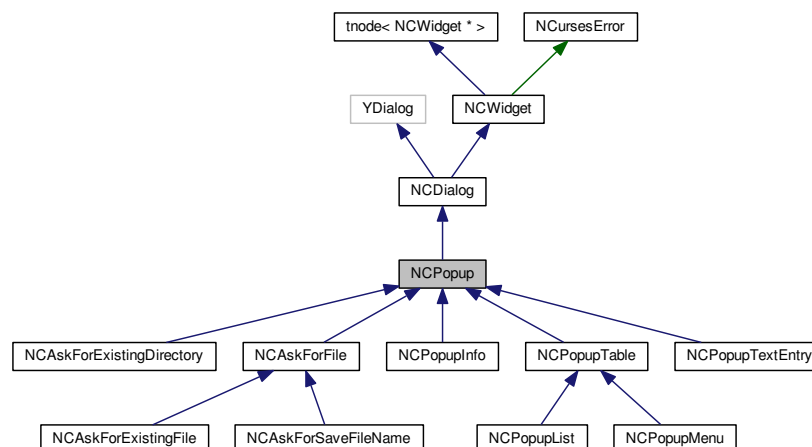 tnode< NCWidget * >
NCursesError
YDialog
NCWidget
NCDialog
NCPopup
NCAskForExistingDirectory
NCAskForFile
NCPopupInfo
NCPopupTable
NCPopupTextEntry
NCAskForExistingFile
NCAskForSaveFileName
NCPopupList
NCPopupMenu